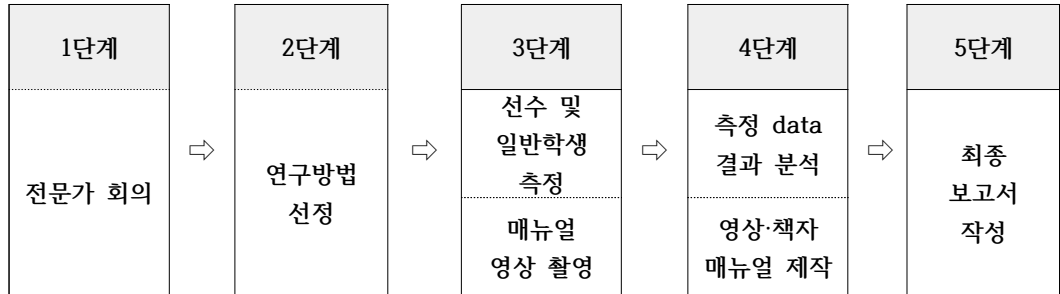 1단계
전문가 회의
⇨
2단계
연구방법
선정
⇨
3단계
선수 및
일반학생
측정
매뉴얼
영상 촬영
⇨
4단계
측정 data
결과 분석
영상·책자
매뉴얼 제작
⇨
5단계
최종
보고서
작성